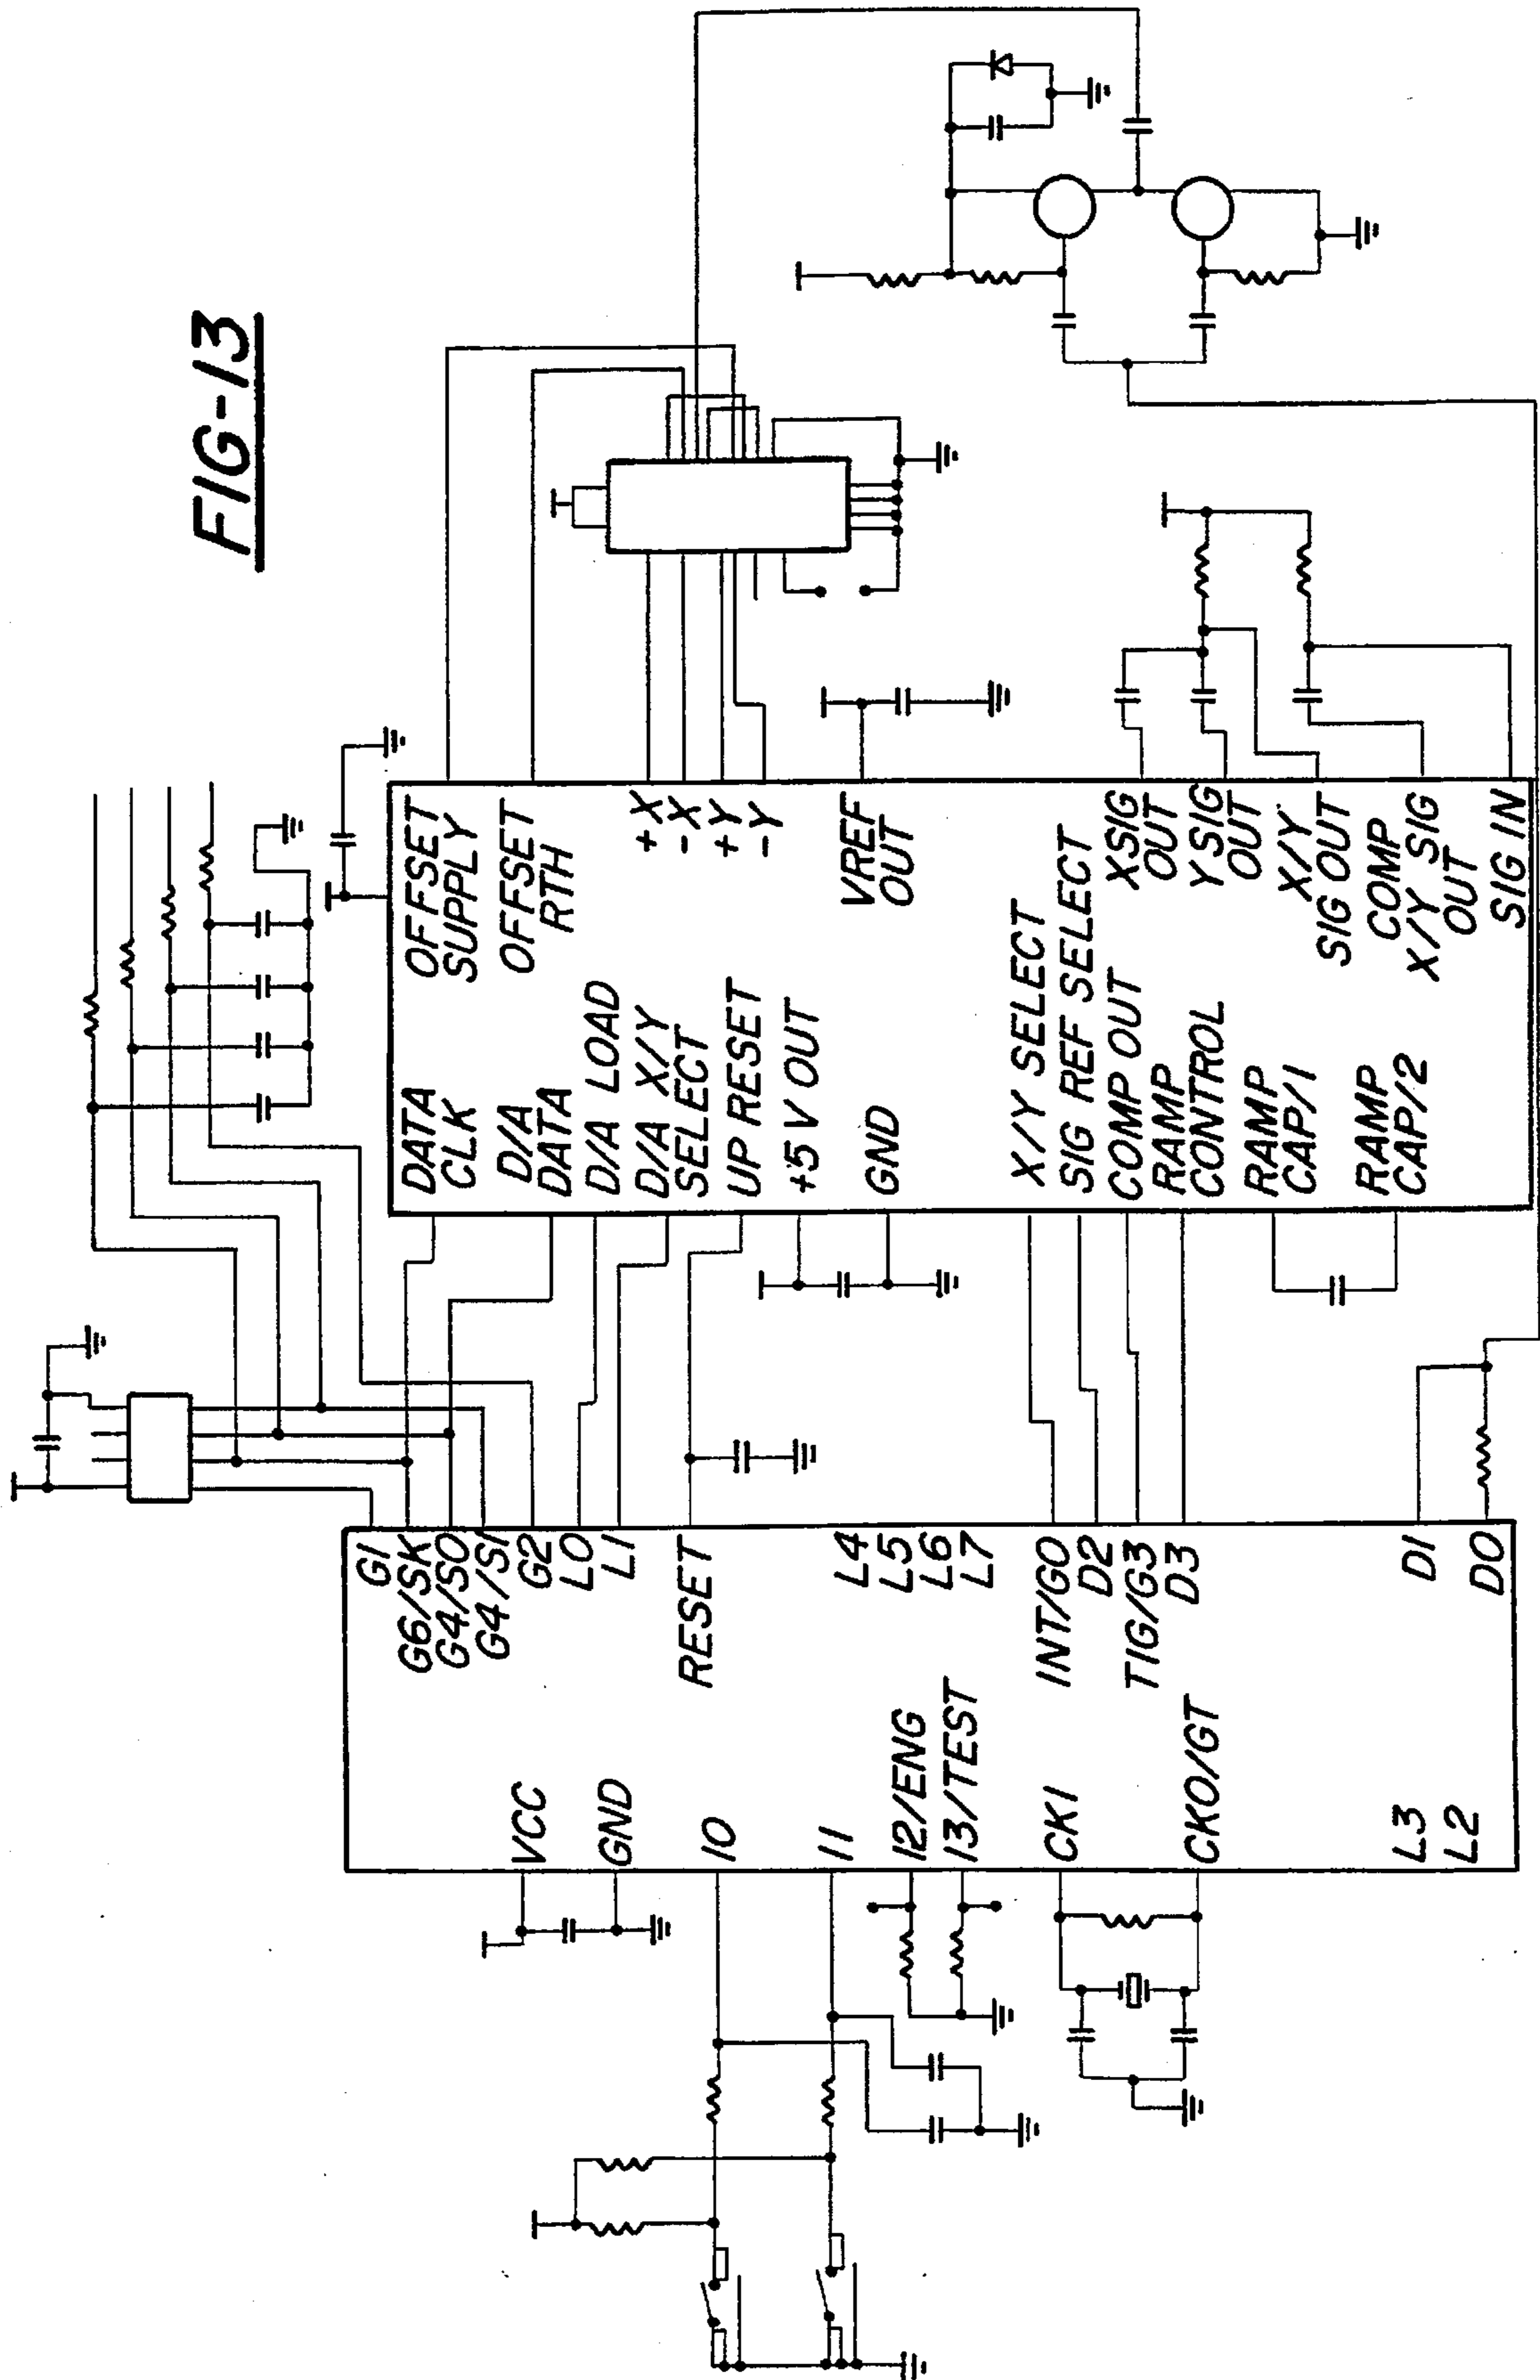 FIG-13
VCC
GND
I0
I1
I2/ENG
I3/TEST
CKI
CKO/GT
L3
L2
G1
G6/SK
G4/SO
G4/SI
G2
L0
L1
RESET
L4
L5
L6
L7
INT/G0
D2
TIG/G3
D3
D1
D0
DATA
CLK
D/A
DATA
D/A LOAD
D/A X/Y
SELECT
UP RESET
+5V OUT
GND
X/Y SELECT
SIG REF SELECT
COMP OUT
RAMP
CONTROL
RAMP
CAP/1
RAMP
CAP/2
OFFSET
SUPPLY
OFFSET
RTH
+X
-X
+Y
-Y
VREF
OUT
XSIG
OUT
YSIG
OUT
X/Y
SIG OUT
COMP
X/Y SIG
OUT
SIG IN